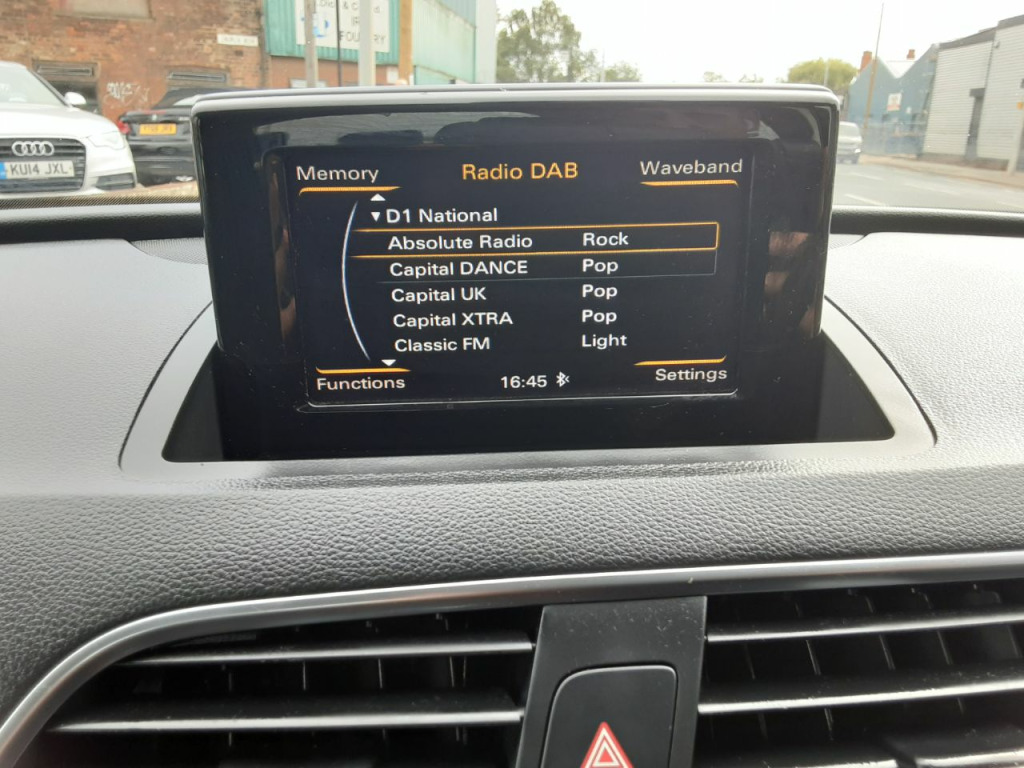 FOUNDRY
KU14 JXL
Memory
Radio DAB
Waveband
D1 National
Absolute Radio Rock
Capital DANCE Pop
Capital UK Pop
Capital XTRA Pop
Classic FM Light
Functions
16:45
Settings